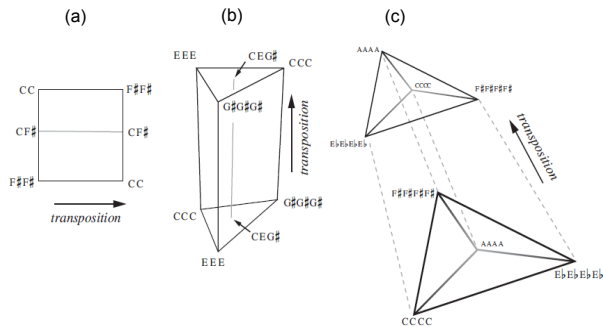 (a)
CC
F♯F♯
CF♯
CF♯
F♯F♯
CC
transposition
(b)
EEE
CEG♯
CCC
G♯G♯G♯
transposition
CCC
G♯G♯G♯
CEG♯
EEE
(c)
AAAA
CCCC
F♯F♯F♯F♯
E♭E♭E♭E♭
transposition
F♯F♯F♯F♯
AAAA
E♭E♭E♭E♭
CCCC